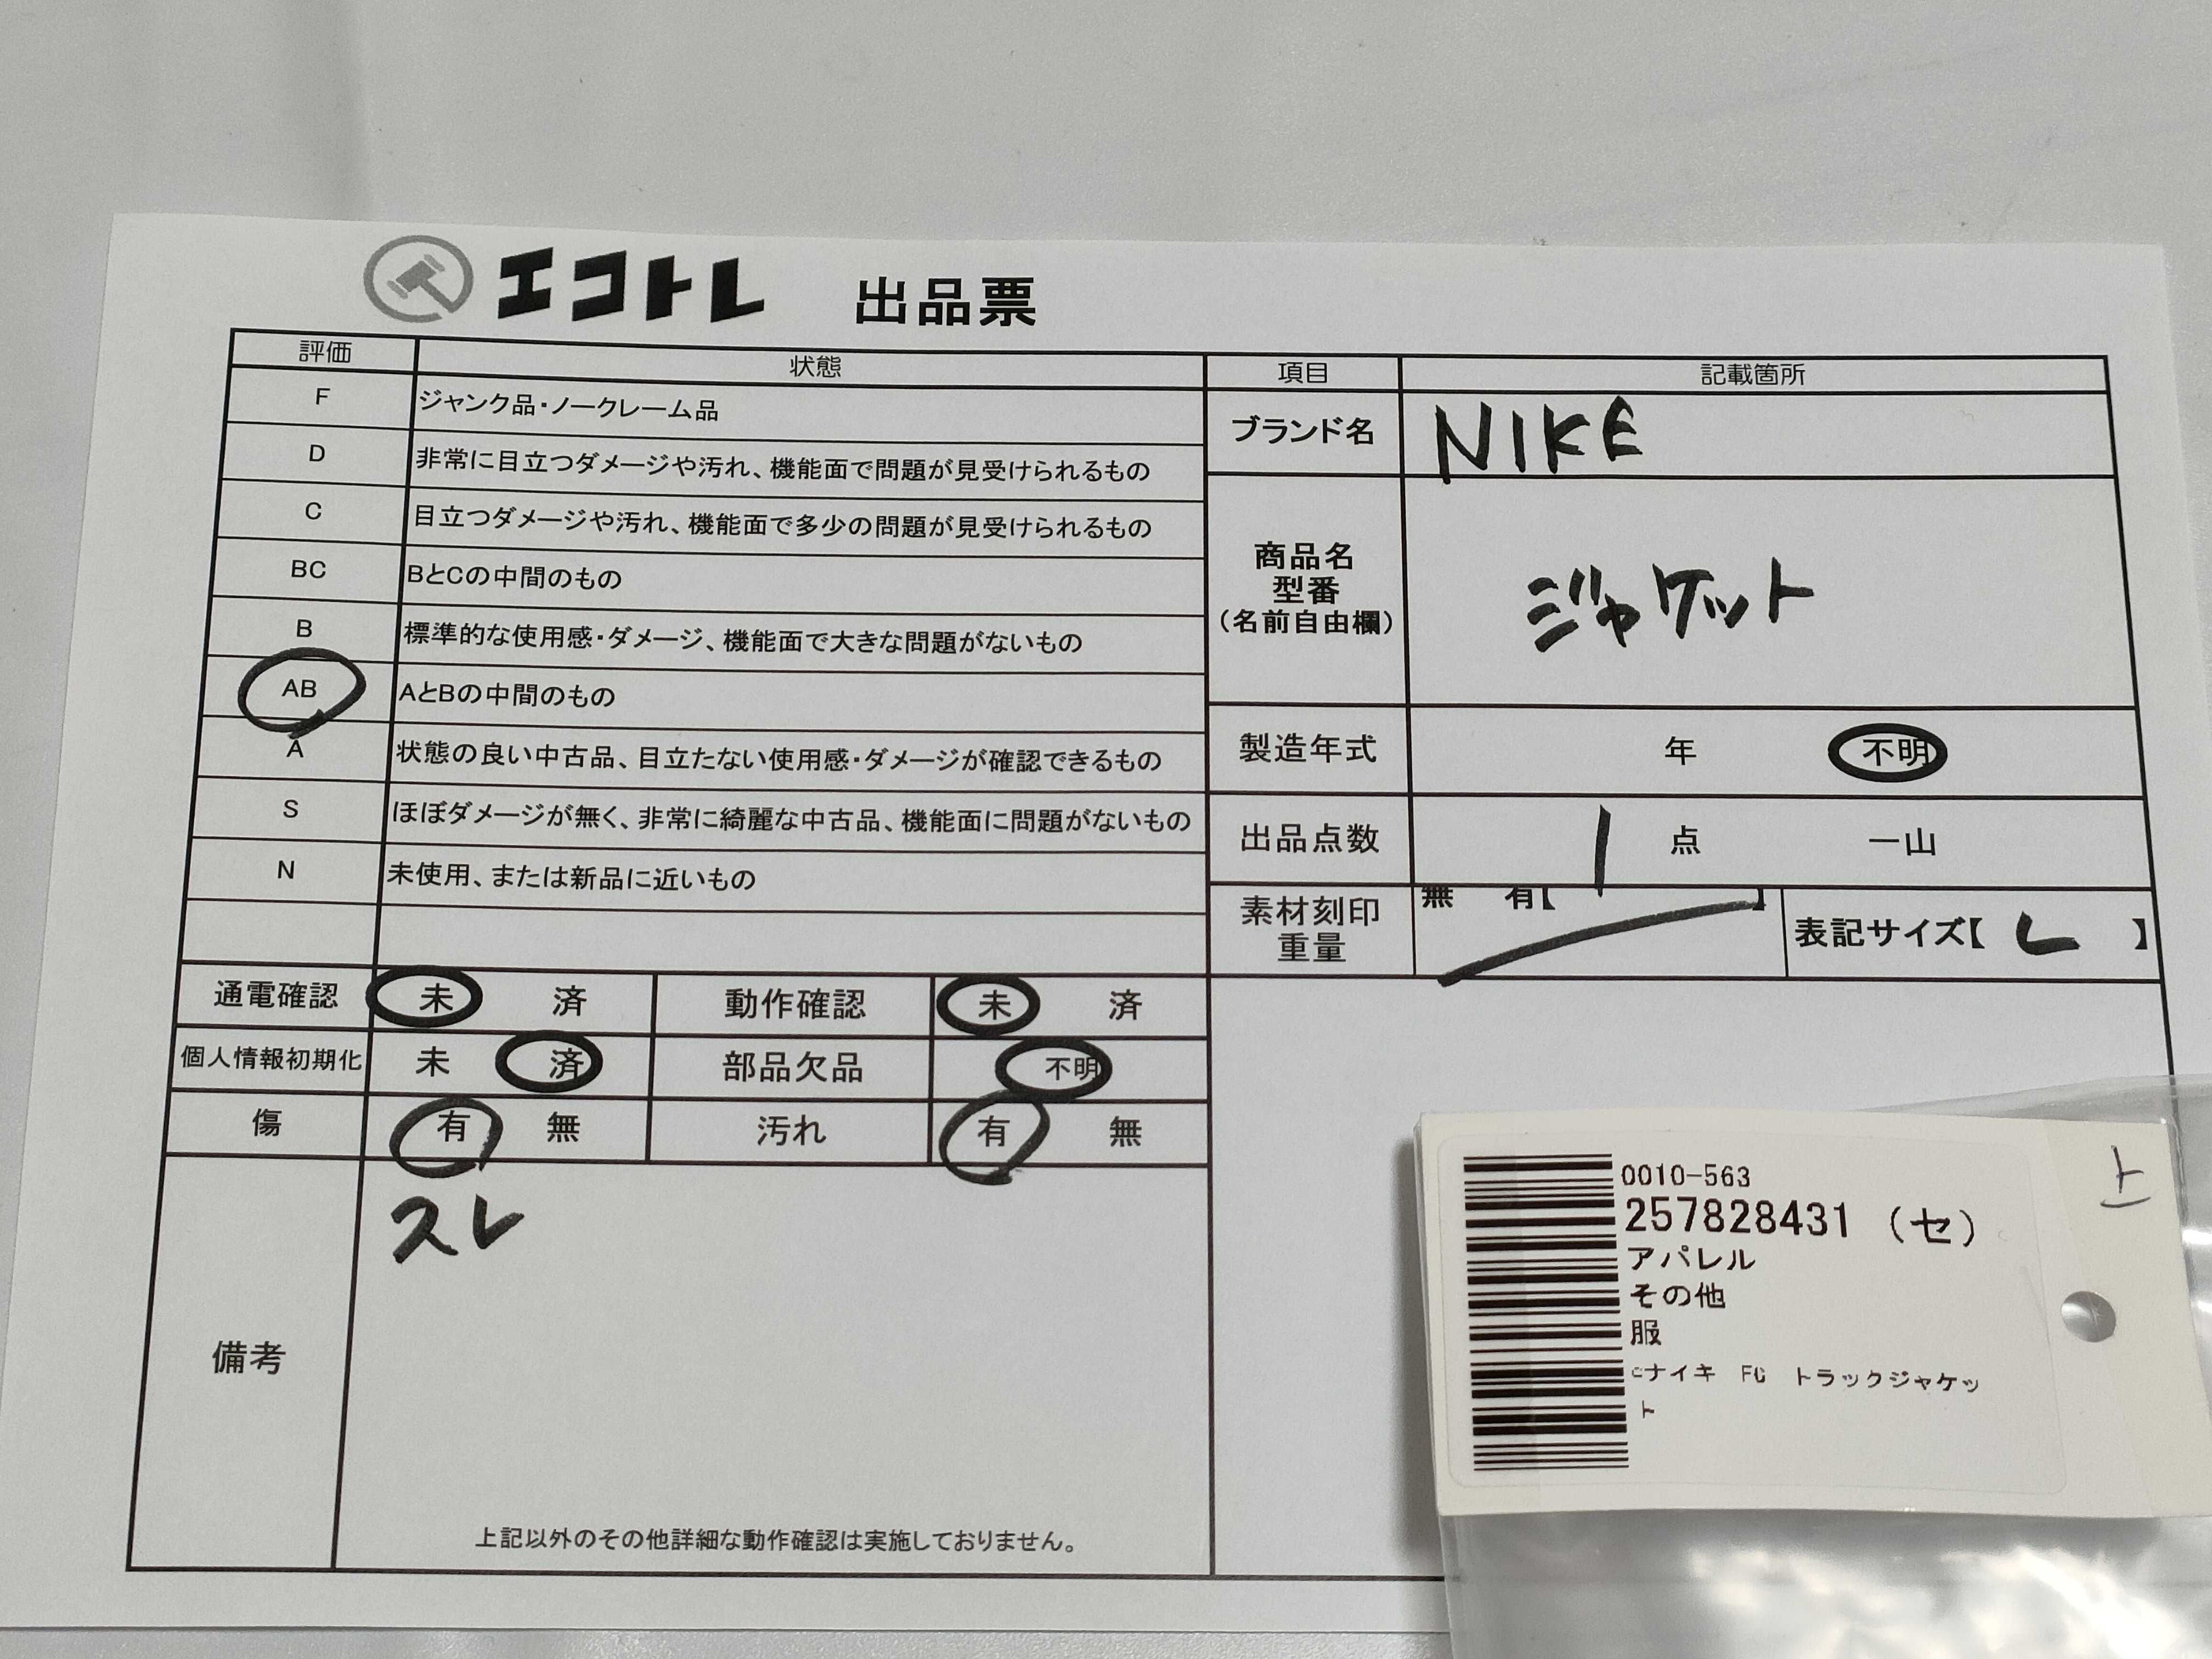 エコトレ 出品票
評価 状態
F ジャンク品・ノークレーム品
D 非常に目立つダメージや汚れ、機能面で問題が見受けられるもの
C 目立つダメージや汚れ、機能面で多少の問題が見受けられるもの
BC BとCの中間のもの
B 標準的な使用感・ダメージ、機能面で大きな問題がないもの
AB AとBの中間のもの
A 状態の良い中古品、目立たない使用感・ダメージが確認できるもの
S ほぼダメージが無く、非常に綺麗な中古品、機能面に問題がないもの
N 未使用、または新品に近いもの
項目 記載箇所
ブランド名 NIKE
商品名
型番
(名前自由欄)
ジャケット
製造年式 年 不明
出品点数 1 点 一山
素材刻印
重量
無 有【 】
表記サイズ【 L 】
通電確認 未 済 動作確認 未 済
個人情報初期化 未 済 部品欠品 不明
傷 有 無 汚れ 有 無
備考
スレ
上記以外のその他詳細な動作確認は実施しておりません。
0010-563
257828431 (セ)
アパレル
その他
服
cナイキ FC トラックジャケッ
ト
上